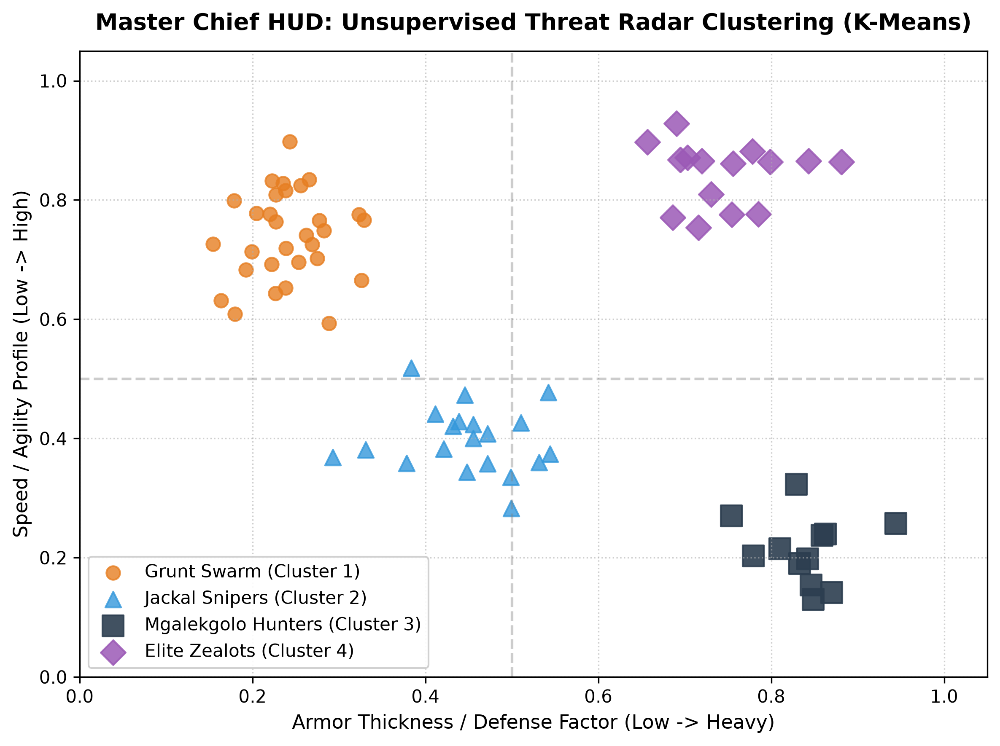 Master Chief HUD: Unsupervised Threat Radar Clustering (K-Means)
Speed / Agility Profile (Low -> High)
1.0
0.8
0.6
0.4
0.2
0.0
Grunt Swarm (Cluster 1)
Jackal Snipers (Cluster 2)
Mgalekgolo Hunters (Cluster 3)
Elite Zealots (Cluster 4)
0.0 0.2 0.4 0.6 0.8 1.0
Armor Thickness / Defense Factor (Low -> Heavy)